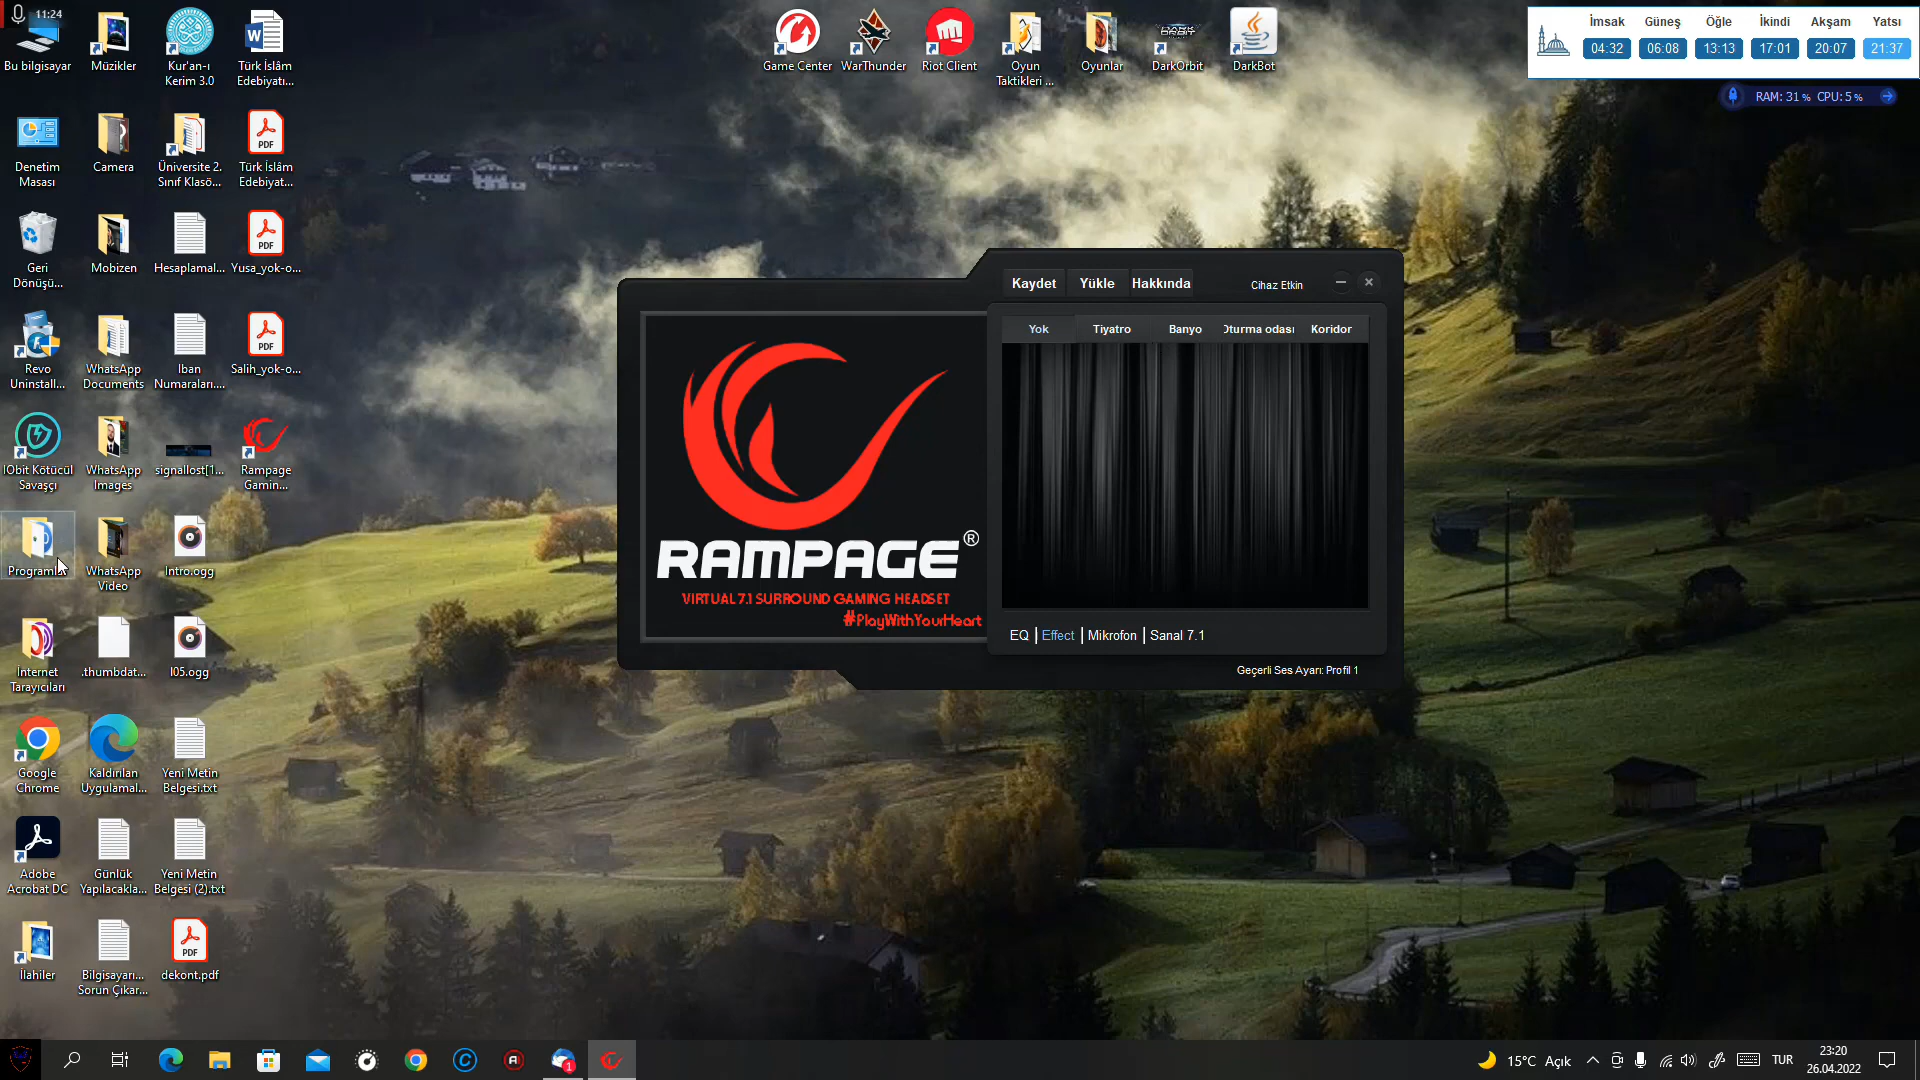 11:24
Bu bilgisayar
Müzikler
Kur'an-ı
Kerim 3.0
Türk İslâm
Edebiyatı...
Denetim
Masası
Camera
Üniversite 2.
Sınıf Klasö...
Türk İslâm
Edebiyat...
Geri
Dönüşü...
Mobizen
Hesaplamal...
Yusa_yok-o...
Revo
Uninstall...
WhatsApp
Documents
Iban
Numaraları....
Salih_yok-o...
IObit Kötücül
Savaşçı
WhatsApp
Images
signallost[1...
Rampage
Gamin...
WhatsApp
Video
Intro.ogg
İnternet
Tarayıcıları
.thumbdat...
I05.ogg
Google
Chrome
Kaldırılan
Uygulamal...
Yeni Metin
Belgesi.txt
Adobe
Acrobat DC
Günlük
Yapılacakla...
Yeni Metin
Belgesi (2).txt
İlahiler
Bilgisayarı...
Sorun Çıkar...
dekont.pdf
Game Center
WarThunder
Riot Client
Oyun
Taktikleri ...
Oyunlar
DarkOrbit
DarkBot
İmsak Güneş Öğle İkindi Akşam Yatsı
04:32 06:08 13:13 17:01 20:07 21:37
RAM: 31 % CPU: 5 %
Kaydet Yükle Hakkında Cihaz Etkin
Yok Tiyatro Banyo Oturma odası Koridor
RAMPAGE®
VIRTUAL 7.1 SURROUND GAMING HEADSET
#PlayWithYourHeart
EQ Effect Mikrofon Sanal 7.1
Geçerli Ses Ayarı: Profil 1
15°C Açık
TUR
23:20
26.04.2022